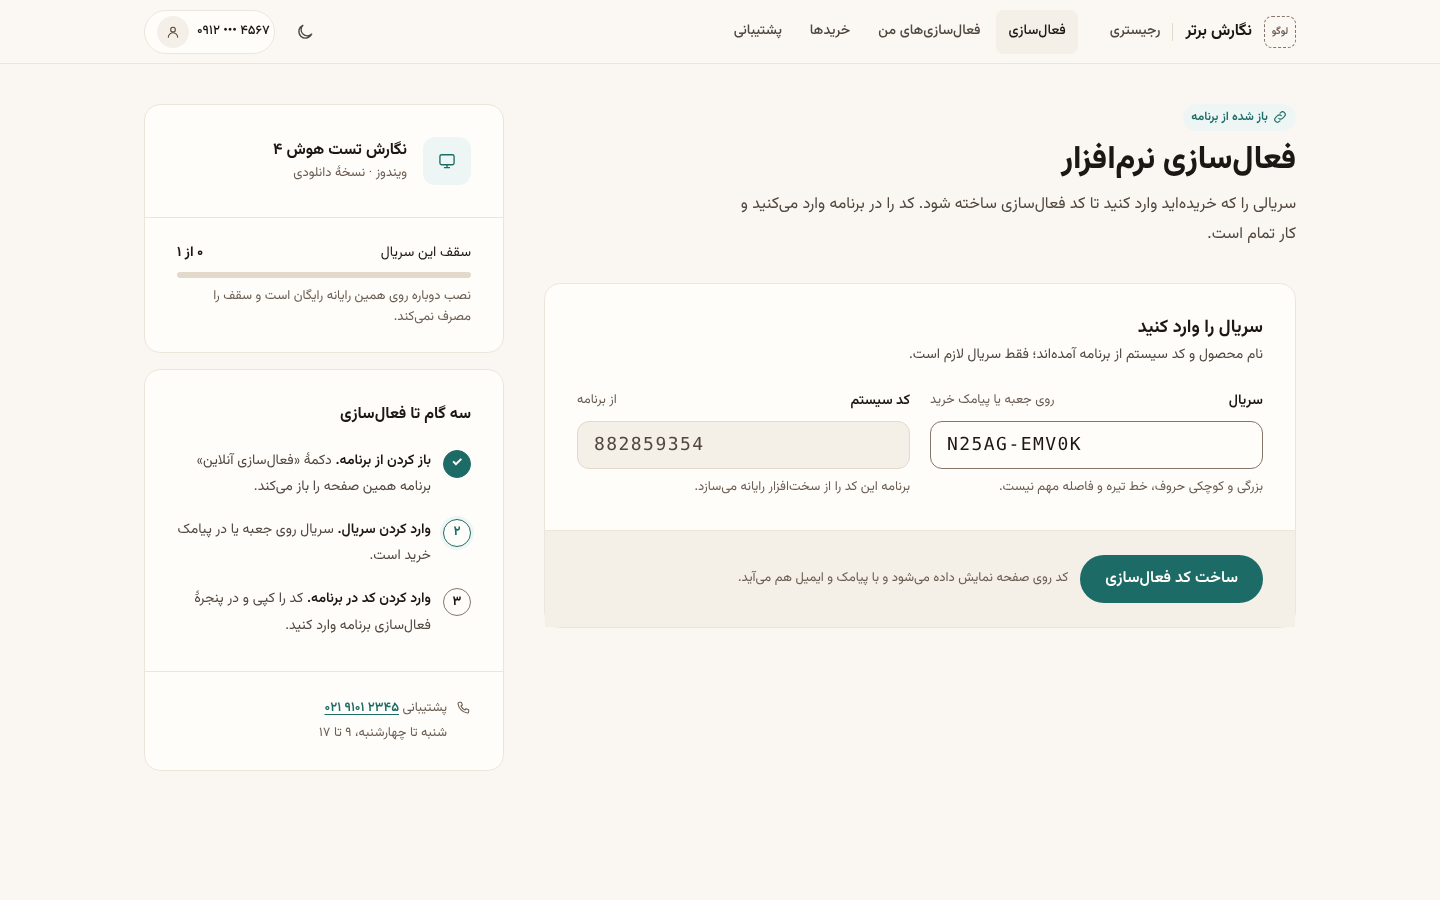 لوگو
نگارش برتر
رجیستری
فعال‌سازی
فعال‌سازی‌های من
خریدها
پشتیبانی
۰۹۱۲ ••• ۴۵۶۷
باز شده از برنامه
فعال‌سازی نرم‌افزار
سریالی را که خریده‌اید وارد کنید تا کد فعال‌سازی ساخته شود. کد را در برنامه وارد می‌کنید و
کار تمام است.
سریال را وارد کنید
نام محصول و کد سیستم از برنامه آمده‌اند؛ فقط سریال لازم است.
سریال
روی جعبه یا پیامک خرید
N25AG-EMV0K
بزرگی و کوچکی حروف، خط تیره و فاصله مهم نیست.
کد سیستم
از برنامه
882859354
برنامه این کد را از سخت‌افزار رایانه می‌سازد.
ساخت کد فعال‌سازی
کد روی صفحه نمایش داده می‌شود و با پیامک و ایمیل هم می‌آید.
نگارش تست هوش ۴
ویندوز · نسخهٔ دانلودی
سقف این سریال
۰ از ۱
نصب دوباره روی همین رایانه رایگان است و سقف را
مصرف نمی‌کند.
سه گام تا فعال‌سازی
باز کردن از برنامه. دکمهٔ «فعال‌سازی آنلاین»
برنامه همین صفحه را باز می‌کند.
۲
وارد کردن سریال. سریال روی جعبه یا در پیامک
خرید است.
۳
وارد کردن کد در برنامه. کد را کپی و در پنجرهٔ
فعال‌سازی برنامه وارد کنید.
پشتیبانی ۰۲۱ ۹۱۰۱ ۲۳۴۵
شنبه تا چهارشنبه، ۹ تا ۱۷